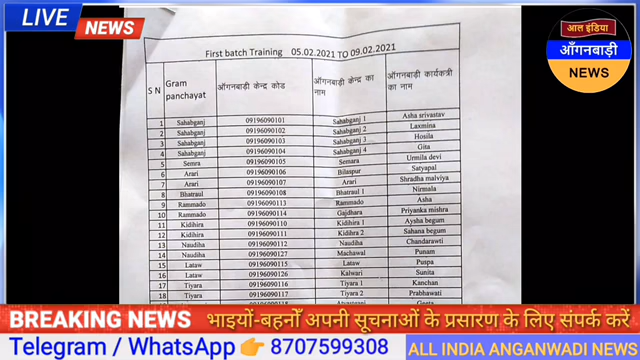 LIVE
NEWS
आल इंडिया
आँगनबाड़ी
NEWS
First batch Training 05.02.2021 TO 09.02.2021
S N Gram panchayat आँगनबाड़ी केन्द्र कोड आँगनबाड़ी केन्द्र का नाम आँगनबाड़ी कार्यकत्री का नाम
1 Sahabganj 09196090101 Sahabganj 1 Asha srivastav
2 Sahabganj 09196090102 Sahabganj 2 Laxmina
3 Sahabganj 09196090103 Sahabganj 3 Hosila
4 Sahabganj 09196090104 Sahabganj 4 Gita
5 Semra 09196090105 Semara Urmila devi
6 Arari 09196090106 Bilaspur Satyapal
7 Arari 09196090107 Arari Shradha malviya
8 Bhatraul 09196090108 Bhatraul 1 Nirmala
9 Rammado 09196090113 Rammado Asha
10 Rammado 09196090114 Gajdhara Priyanka mishra
11 Kidihira 09196090110 Kidihira 1 Aysha begum
12 Kidihira 09196090111 Kidihira 2 Sahana begum
13 Naudiha 09196090112 Naudiha Chandarawti
14 Naudiha 09196090127 Machawal Punam
15 Lataw 09196090115 Lataw Puspa
16 Lataw 09196090126 Kalwari Sunita
17 Tiyara 09196090116 Tiyara 1 Kanchan
18 Tiyara 09196090117 Tiyara 2 Prabhawati
BREAKING NEWS भाइयों-बहनोँ अपनी सूचनाओं के प्रसारण के लिए संपर्क करें
Telegram / WhatsApp 👉 8707599308 ALL INDIA ANGANWADI NEWS